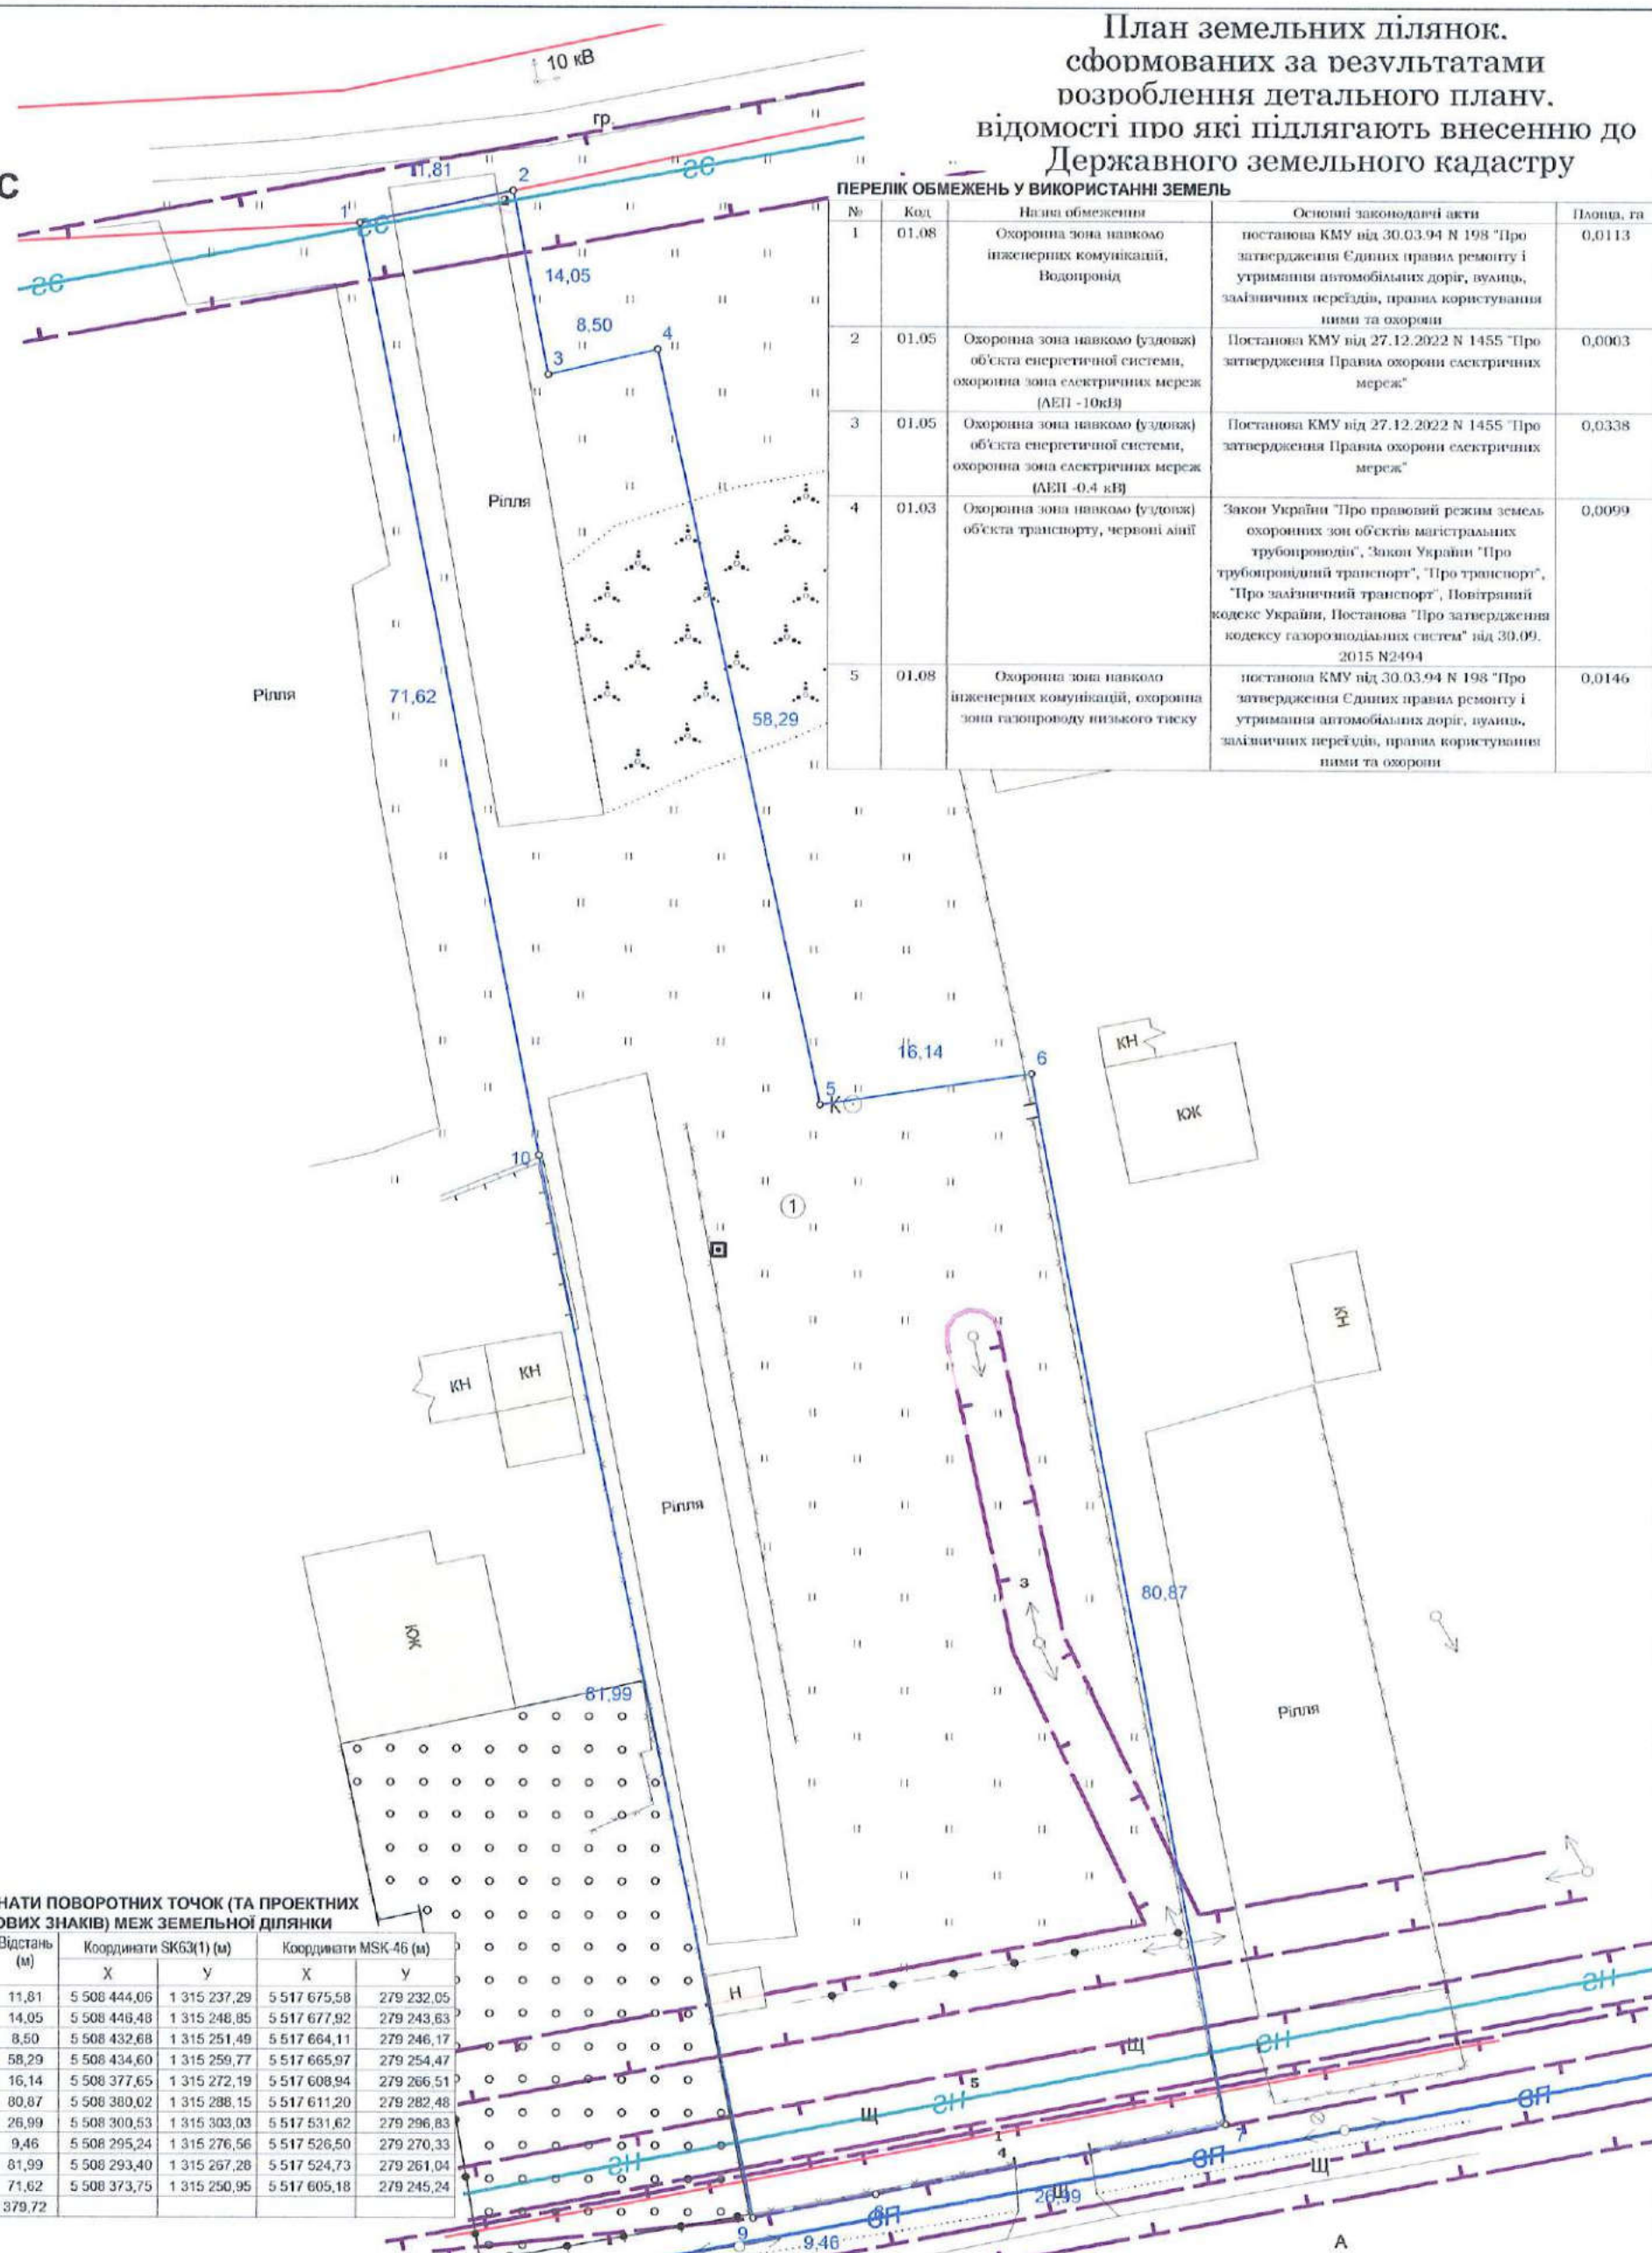 План земельних ділянок,
сформованих за результатами
розроблення детального плану,
відомості про які підлягають внесенню до
Державного земельного кадастру
ПЕРЕЛІК ОБМЕЖЕНЬ У ВИКОРИСТАННІ ЗЕМЕЛЬ
№ Код Назва обмеження Основні законодавчі акти Площа, га
1 01.08 Охоронна зона навколо інженерних комунікацій, Водопровід постанова КМУ від 30.03.94 N 198 "Про затвердження Єдиних правил ремонту і утримання автомобільних доріг, вулиць, залізничних переїздів, правил користування ними та охорони 0,0113
2 01.05 Охоронна зона навколо (уздовж) об'єкта енергетичної системи, охоронна зона електричних мереж (ЛЕП -10кВ) Постанова КМУ від 27.12.2022 N 1455 "Про затвердження Правил охорони електричних мереж" 0,0003
3 01.05 Охоронна зона навколо (уздовж) об'єкта енергетичної системи, охоронна зона електричних мереж (ЛЕП -0.4 кВ) Постанова КМУ від 27.12.2022 N 1455 "Про затвердження Правил охорони електричних мереж" 0,0338
4 01.03 Охоронна зона навколо (уздовж) об'єкта транспорту, червоні лінії Закон України "Про правовий режим земель охоронних зон об'єктів магістральних трубопроводів", Закон України "Про трубопровідний транспорт", "Про транспорт", "Про залізничний транспорт", Повітряний кодекс України, Постанова "Про затвердження кодексу газорозподільних систем" від 30.09. 2015 N2494 0,0099
5 01.08 Охоронна зона навколо інженерних комунікацій, охоронна зона газопроводу низького тиску постанова КМУ від 30.03.94 N 198 "Про затвердження Єдиних правил ремонту і утримання автомобільних доріг, вулиць, залізничних переїздів, правил користування ними та охорони 0,0146
10 кВ
гр.
С
11,81
2
2
1
14,05
8,50
4
3
Рілля
Рілля
71,62
58,29
16,14
6
5
К
КН
КЖ
10
1
КН
КН
КН
Рілля
3
80,87
КЖ
61,99
Рілля
НАТИ ПОВОРОТНИХ ТОЧОК (ТА ПРОЕКТНИХ
ОВИХ ЗНАКІВ) МЕЖ ЗЕМЕЛЬНОЇ ДІЛЯНКИ
Відстань (м) Координати SK63(1) (м) Координати MSK-46 (м)
Х У Х У
11,81 5 508 444,06 1 315 237,29 5 517 675,58 279 232,05
14,05 5 508 446,48 1 315 248,85 5 517 677,92 279 243,63
8,50 5 508 432,68 1 315 251,49 5 517 664,11 279 246,17
58,29 5 508 434,60 1 315 259,77 5 517 665,97 279 254,47
16,14 5 508 377,65 1 315 272,19 5 517 608,94 279 266,51
80,87 5 508 380,02 1 315 288,15 5 517 611,20 279 282,48
26,99 5 508 300,53 1 315 303,03 5 517 531,62 279 296,83
9,46 5 508 295,24 1 315 276,56 5 517 526,50 279 270,33
81,99 5 508 293,40 1 315 267,28 5 517 524,73 279 261,04
71,62 5 508 373,75 1 315 250,95 5 517 605,18 279 245,24
379,72
Н
Щ
5
Щ
1
4
7
Щ
Щ
26,99
8
9
9,46
А